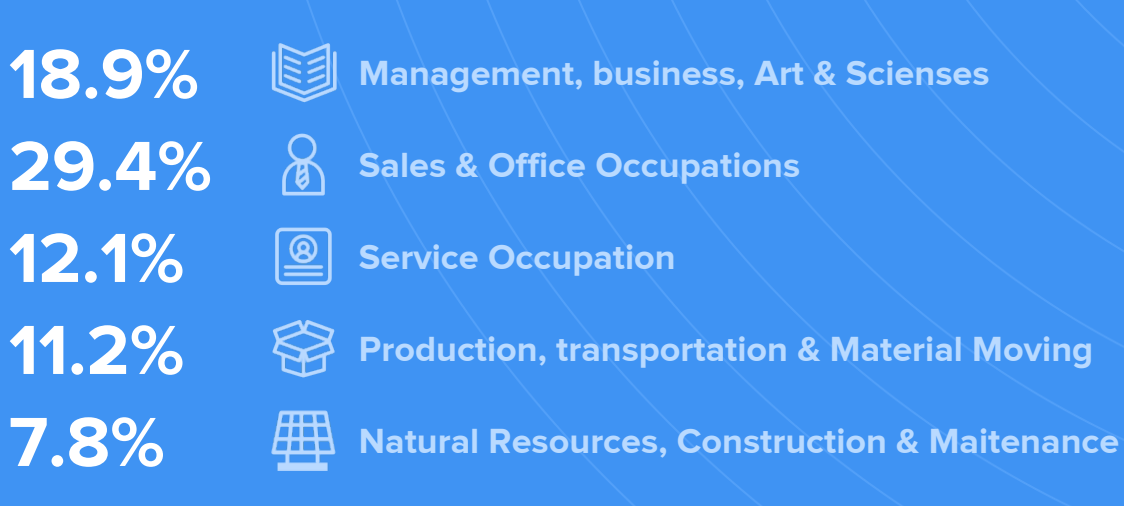 18.9% Management, business, Art & Scienses
29.4% Sales & Office Occupations
12.1% Service Occupation
11.2% Production, transportation & Material Moving
7.8% Natural Resources, Construction & Maitenance